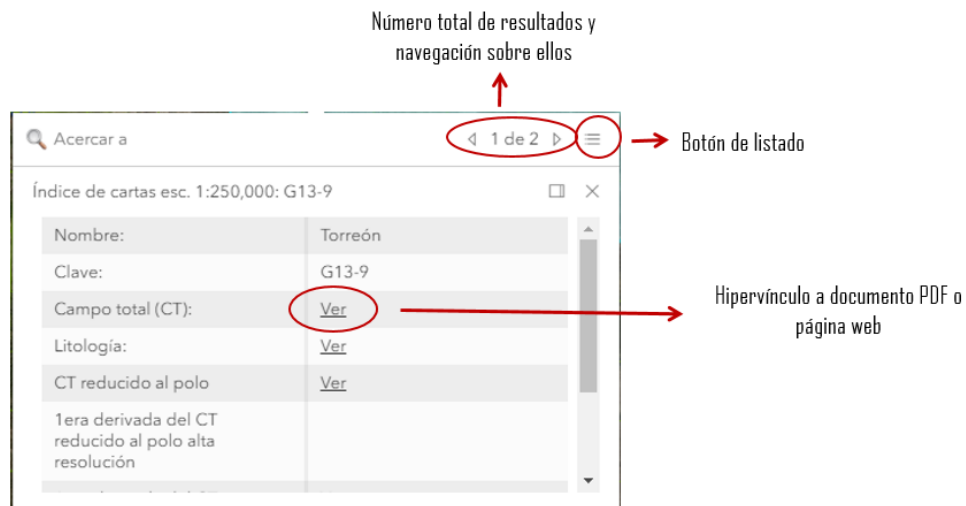 Número total de resultados y
navegación sobre ellos
Acercar a
1 de 2
Botón de listado
Índice de cartas esc. 1:250,000: G13-9
Nombre: Torreón
Clave: G13-9
Campo total (CT): Ver
Hipervínculo a documento PDF o
página web
Litología: Ver
CT reducido al polo Ver
1era derivada del CT
reducido al polo alta
resolución